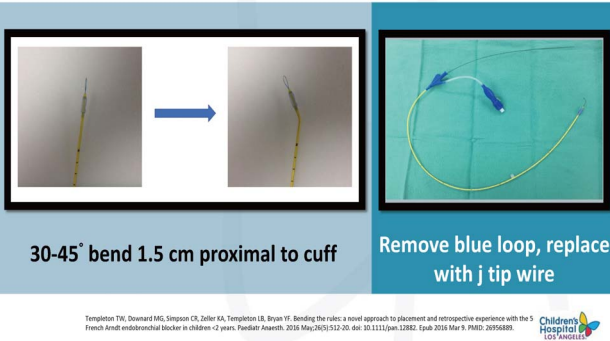 30-45° bend 1.5 cm proximal to cuff
Remove blue loop, replace
with j tip wire
Templeton TW, Downard MG, Simpson CR, Zeller KA, Templeton LB, Bryan YF. Bending the rules: a novel approach to placement and retrospective experience with the 5
French Arndt endobronchial blocker in children <2 years. Paediatr Anaesth. 2016 May;26(5):512-20. doi: 10.1111/pan.12882. Epub 2016 Mar 9. PMID: 26956889.
Children's
Hospital
LOS ANGELES.